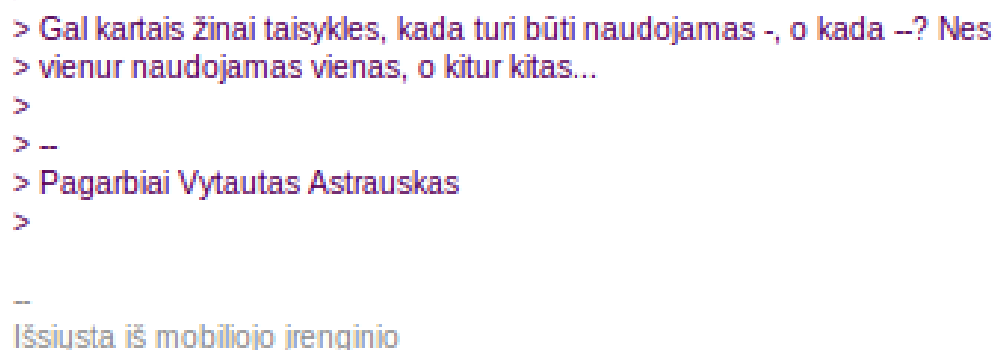 > Gal kartais žinai taisykles, kada turi būti naudojamas -, o kada --? Nes
> vienur naudojamas vienas, o kitur kitas...
>
> --
> Pagarbiai Vytautas Astrauskas
>
--
Išsiųsta iš mobiliojo įrenginio